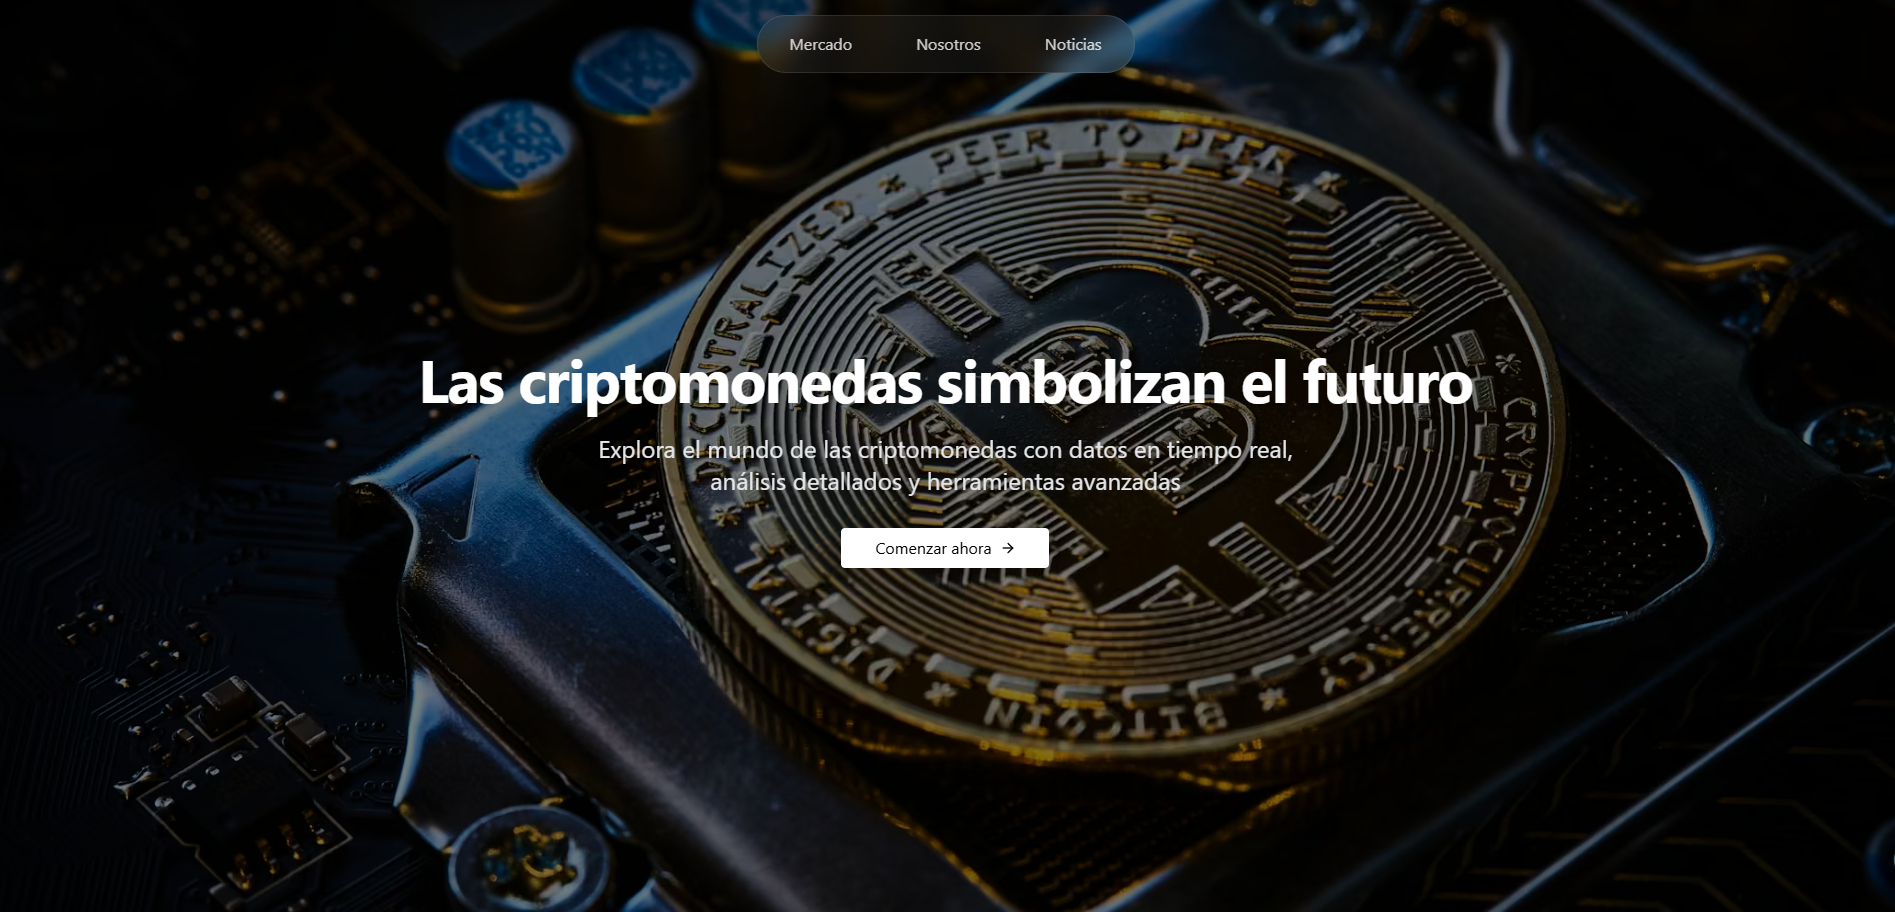 Mercado Nosotros Noticias
PEER TO PEER
DECENTRALIZED
CRYPTOCURRENCY
Las criptomonedas simbolizan el futuro
Explora el mundo de las criptomonedas con datos en tiempo real,
análisis detallados y herramientas avanzadas
Comenzar ahora
DIGITAL
BITCOIN